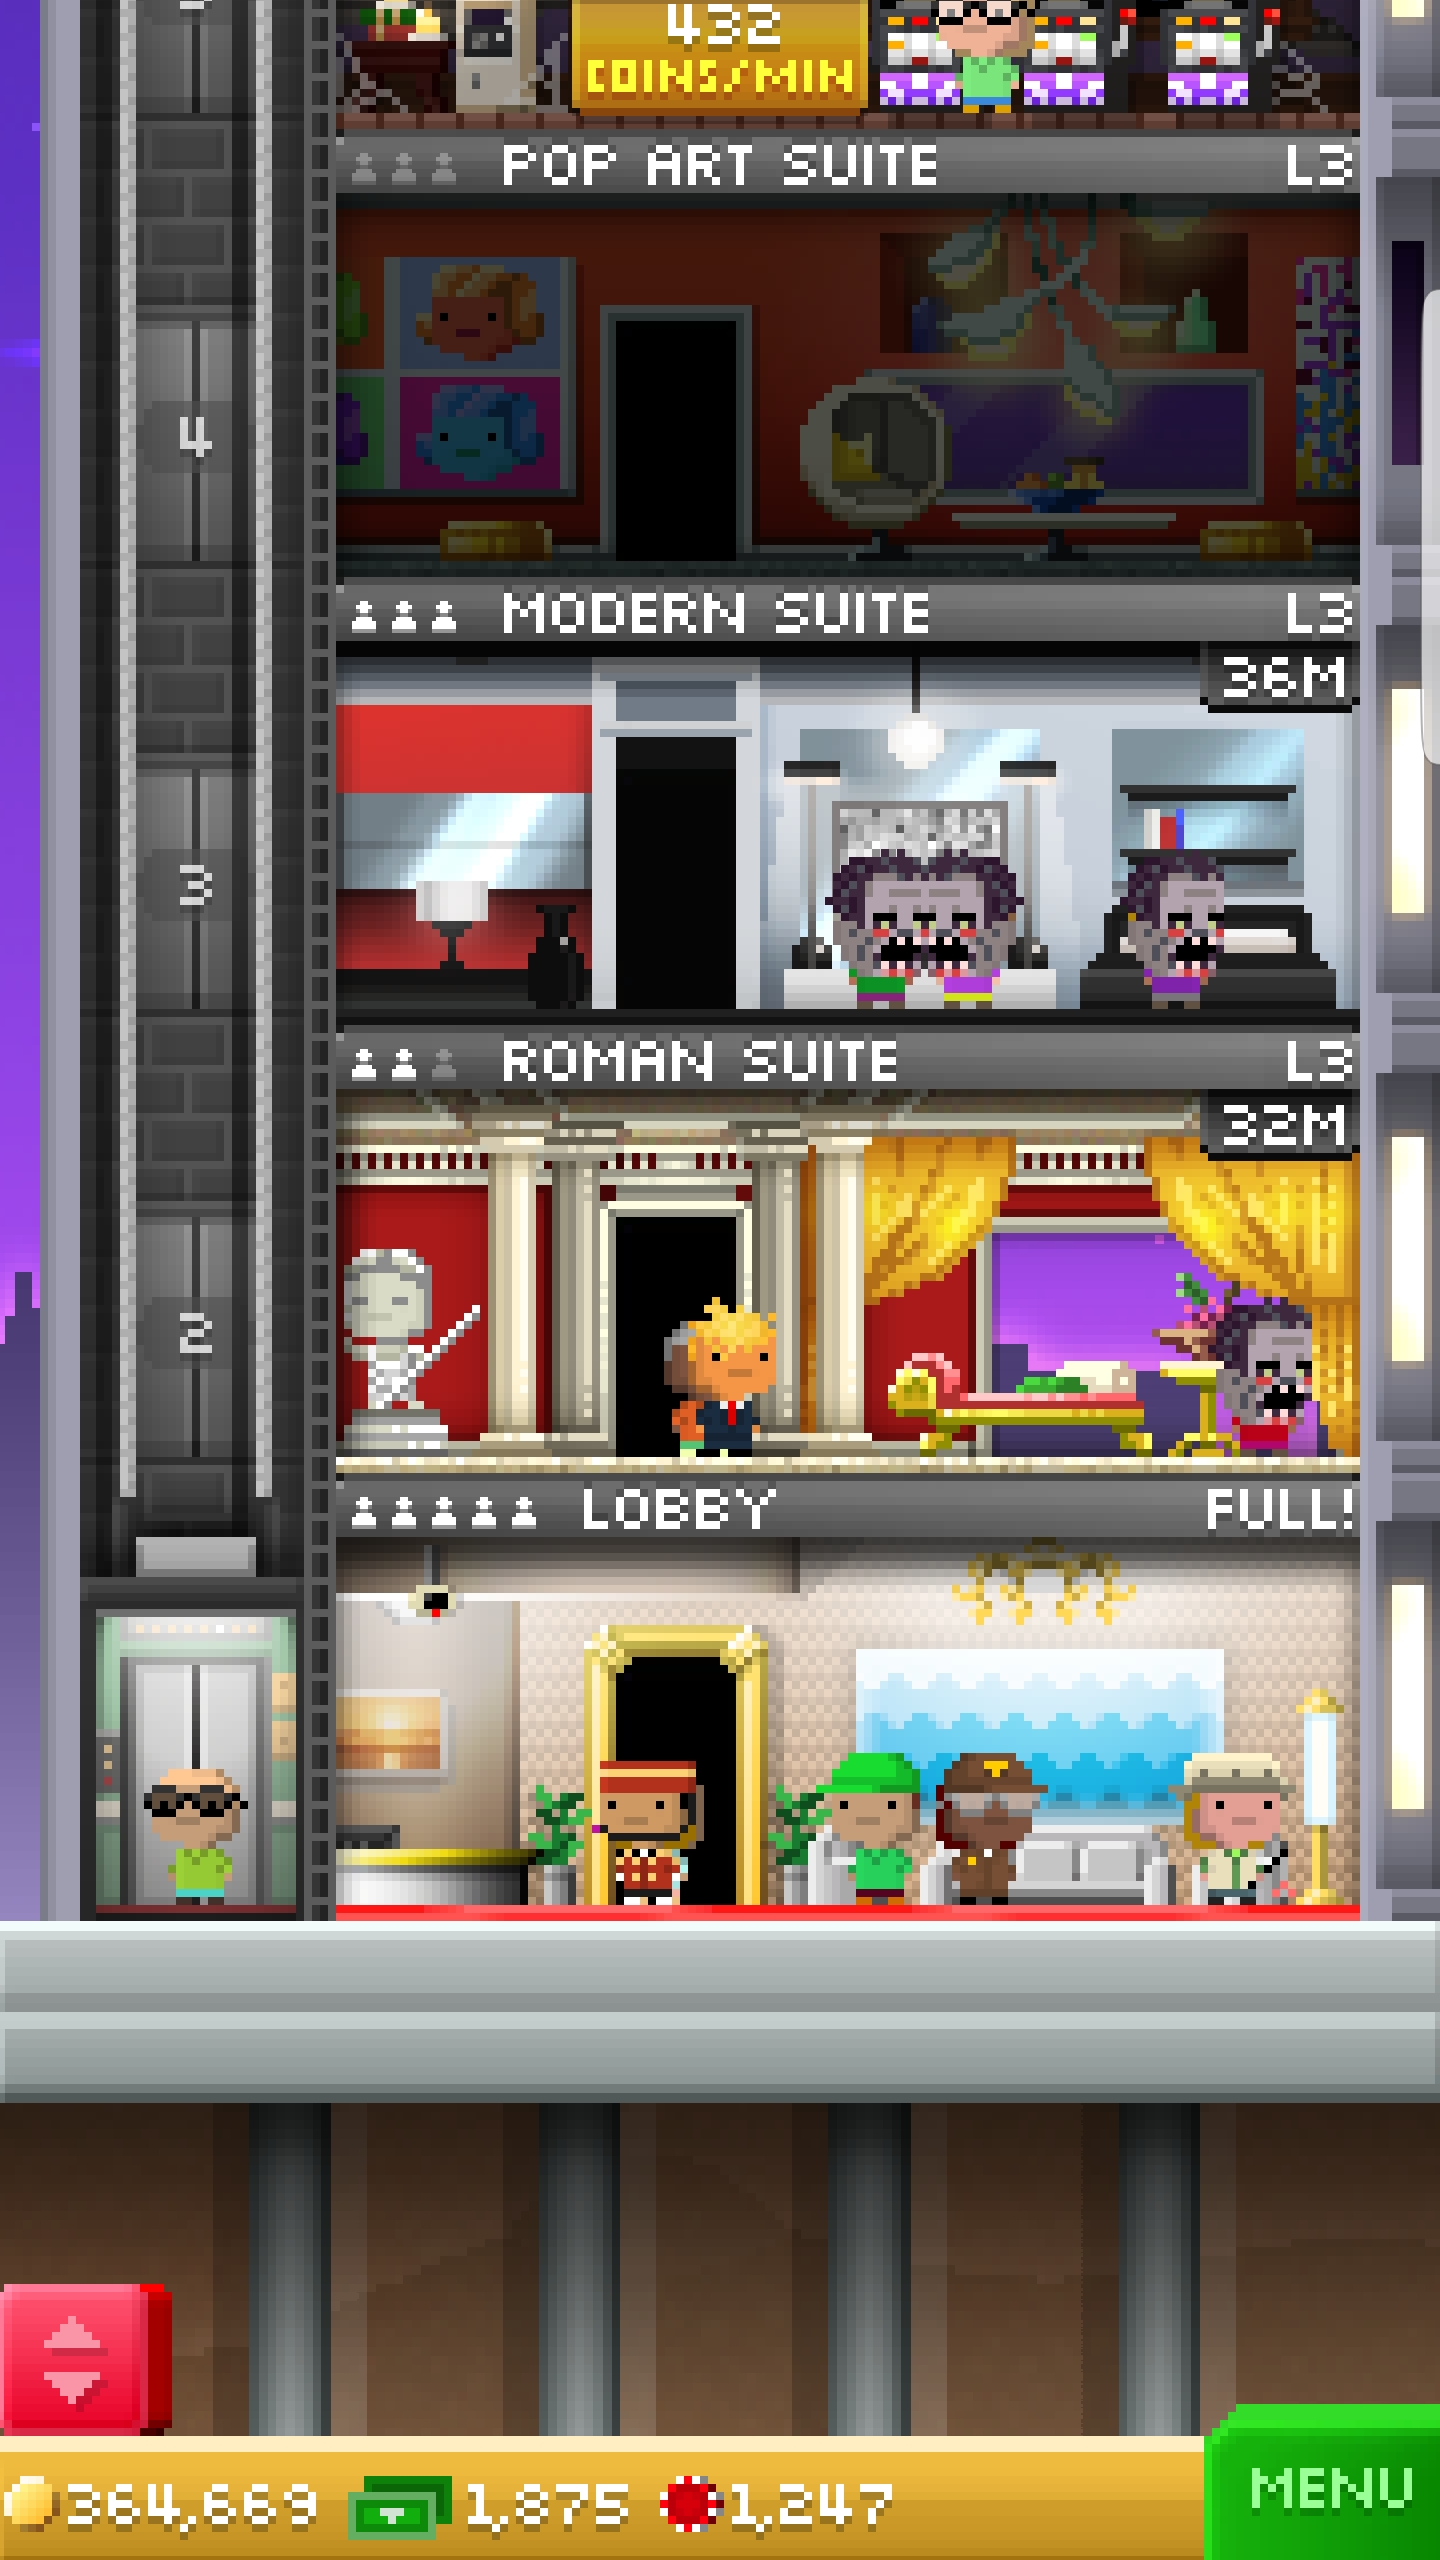 432
COINS/MIN
POP ART SUITE L3
4
MODERN SUITE L3
36M
3
ROMAN SUITE L3
32M
2
LOBBY FULL!
364,669 1,875 1,247
MENU